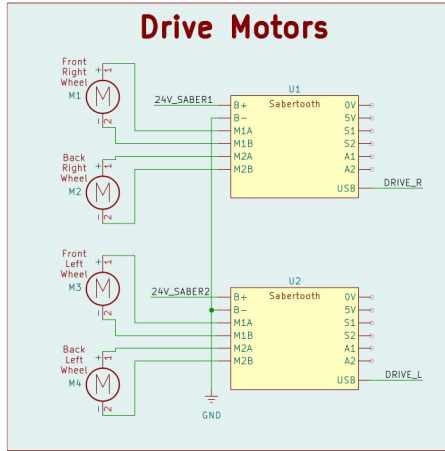 Drive Motors
Front
Right
Wheel
M1
+
1
M
-
2
Back
Right
Wheel
M2
+
1
M
-
2
24V_SABER1
U1
Sabertooth
B+
B-
M1A
M1B
M2A
M2B
0V
5V
S1
S2
A1
A2
USB
DRIVE_R
Front
Left
Wheel
M3
+
1
M
-
2
Back
Left
Wheel
M4
+
1
M
-
2
24V_SABER2
U2
Sabertooth
B+
B-
M1A
M1B
M2A
M2B
0V
5V
S1
S2
A1
A2
USB
DRIVE_L
GND